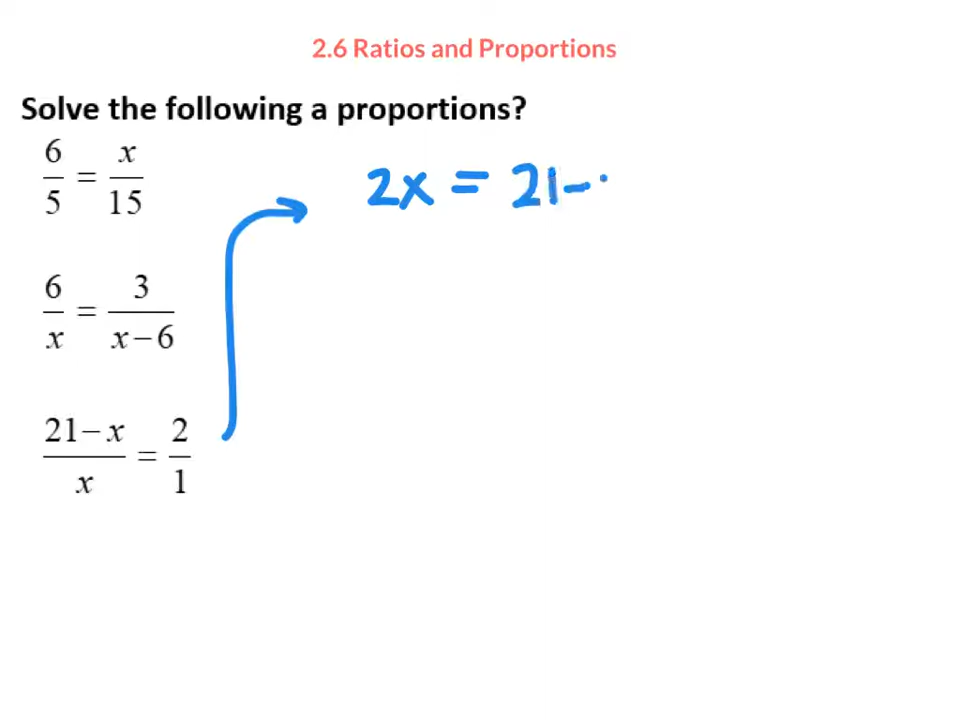 2.6 Ratios and Proportions
Solve the following a proportions?
6/5 = x/15
2x = 21-
6/x = 3/(x-6)
(21-x)/x = 2/1